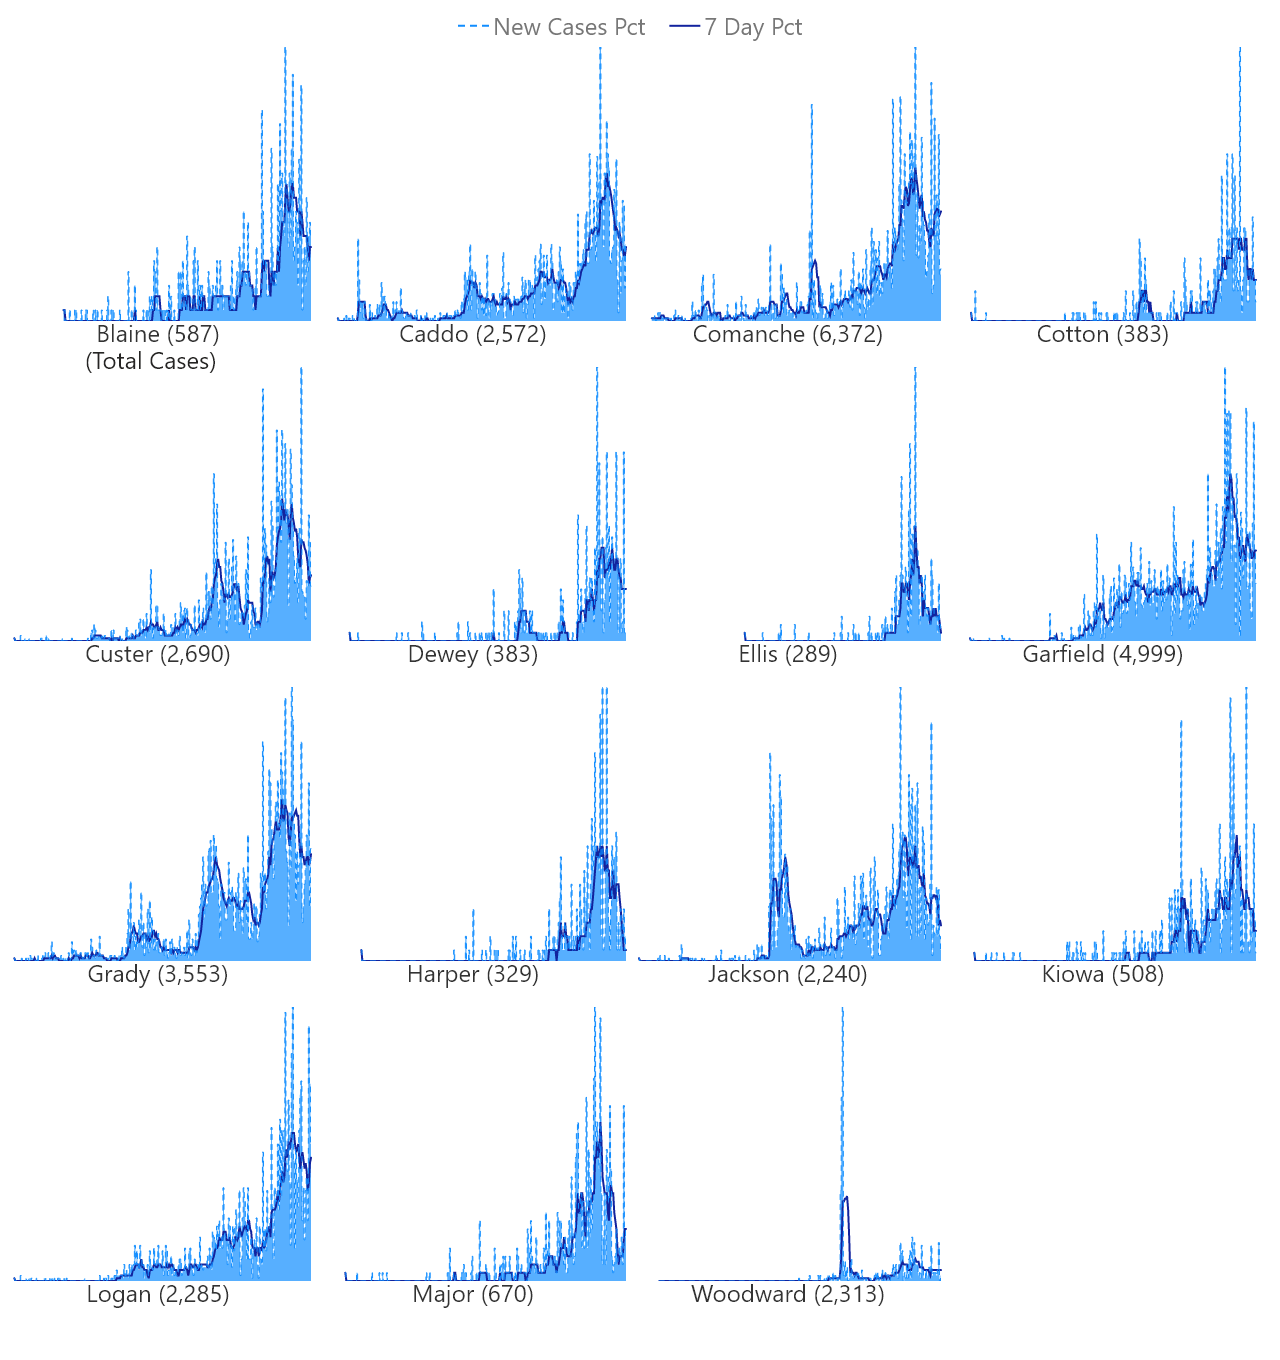 New Cases Pct 7 Day Pct
Blaine (587) Caddo (2,572) Comanche (6,372) Cotton (383)
(Total Cases)
Custer (2,690) Dewey (383) Ellis (289) Garfield (4,999)
Grady (3,553) Harper (329) Jackson (2,240) Kiowa (508)
Logan (2,285) Major (670) Woodward (2,313)